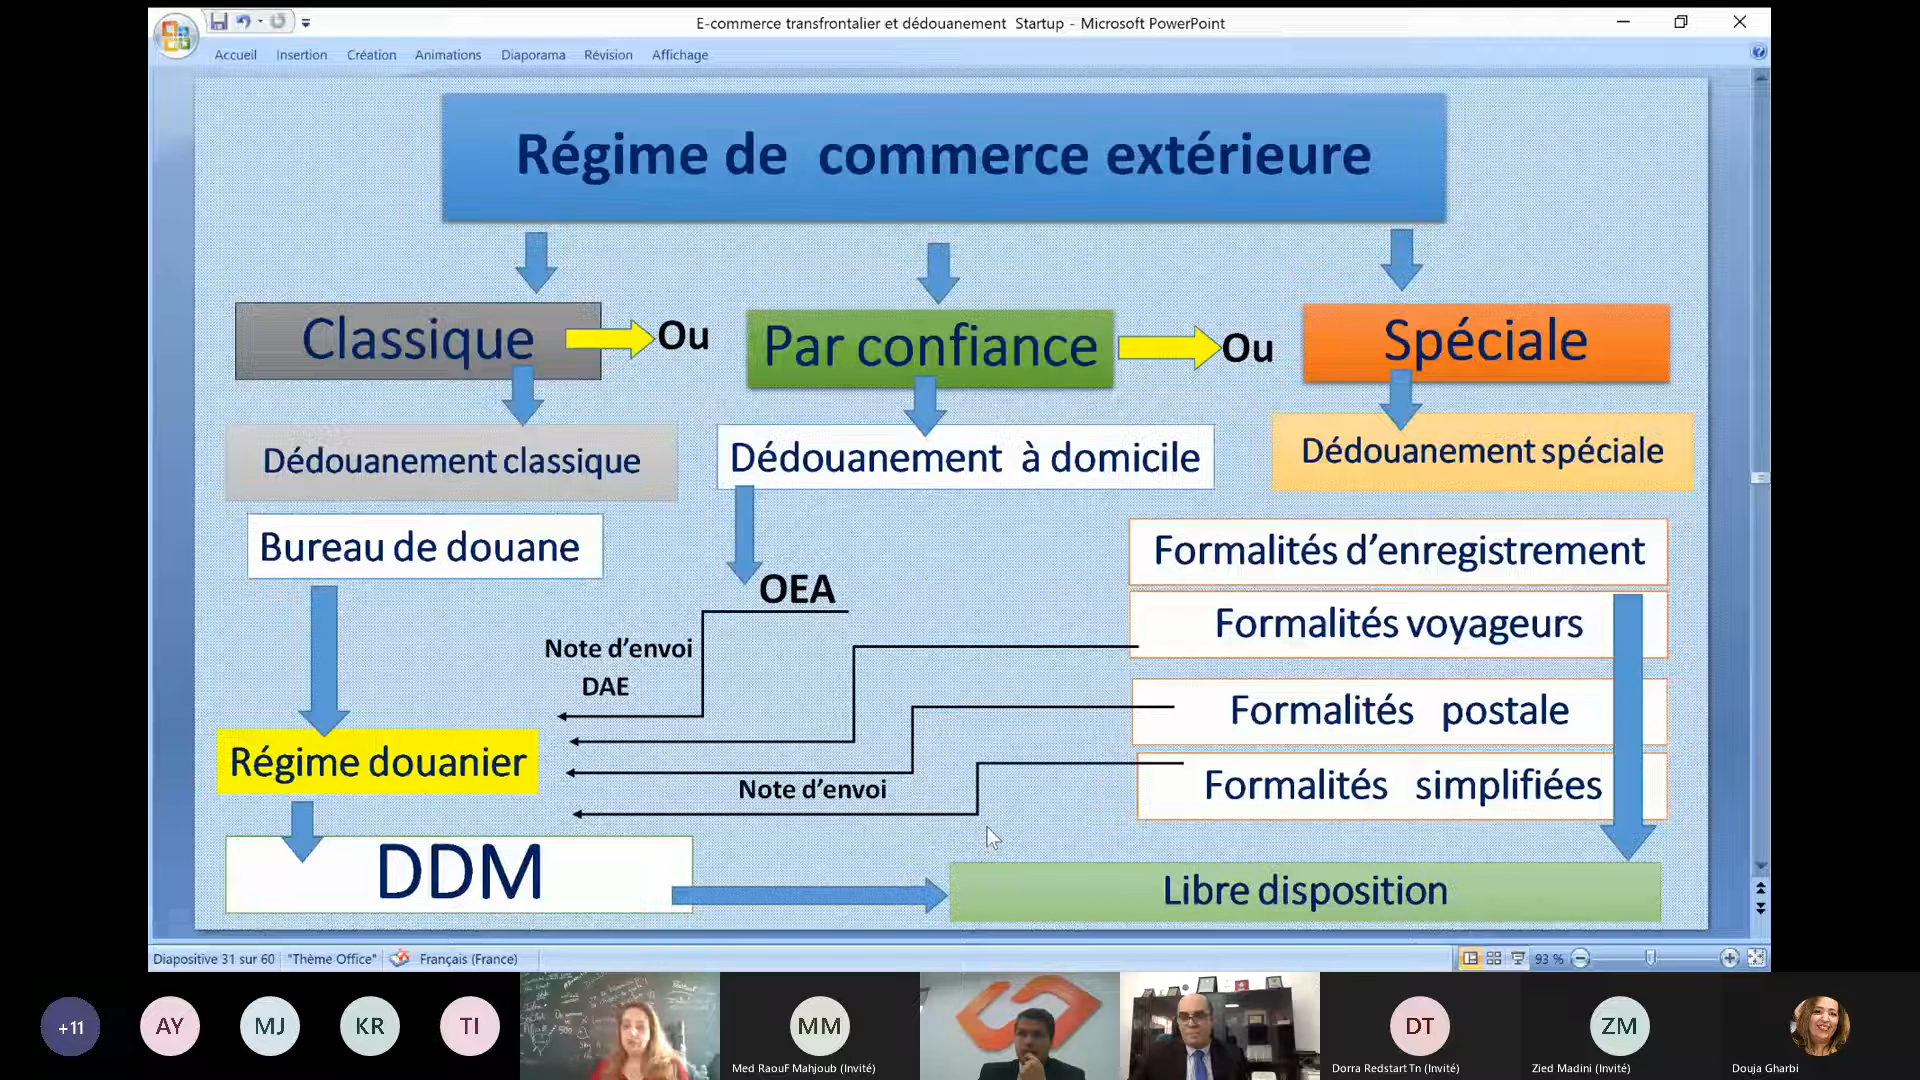 E-commerce transfrontalier et dédouanement  Startup - Microsoft PowerPoint
Accueil Insertion Création Animations Diaporama Révision Affichage
Régime de commerce extérieure
Classique Ou Par confiance Ou Spéciale
Dédouanement classique Dédouanement à domicile Dédouanement spéciale
Bureau de douane
Formalités d’enregistrement
OEA
Formalités voyageurs
Note d’envoi
DAE
Formalités postale
Régime douanier
Formalités simplifiées
Note d’envoi
DDM
Libre disposition
Diapositive 31 sur 60 "Thème Office" Français (France) 93 %
+11 AY MJ KR TI MM DT ZM
Med RaouF Mahjoub (Invité) Dorra Redstart Tn (Invité) Zied Madini (Invité) Douja Gharbi